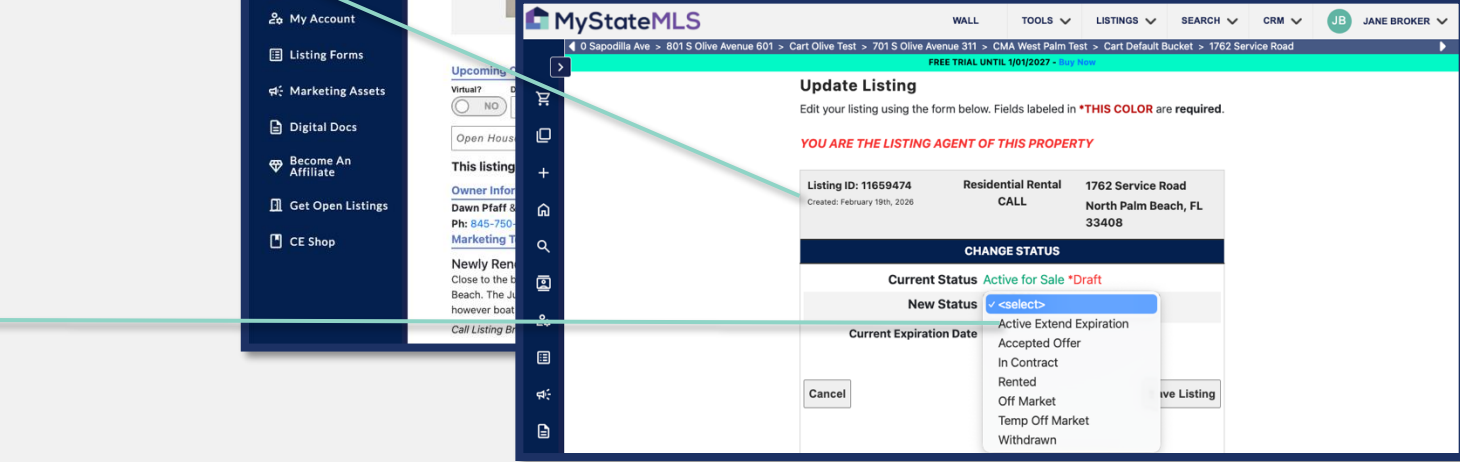 My Account
Listing Forms
Marketing Assets
Digital Docs
Become An
Affiliate
Get Open Listings
CE Shop
Upcoming
Virtual?
NO
Open
This listing
Owner
Dawn Pfaff &
Ph: 845-750-
Marketing
Newly
Close to the
Beach. The
however boat
Call Listing
MyStateMLS
WALL
TOOLS
LISTINGS
SEARCH
CRM
JB
JANE BROKER
0 Sapodilla Ave > 801 S Olive Avenue 601 > Cart Olive Test > 701 S Olive Avenue 311 > CMA West Palm Test > Cart Default Bucket > 1762 Service Road
FREE TRIAL UNTIL 1/01/2027 - Buy Now
Update Listing
Edit your listing using the form below. Fields labeled in *THIS COLOR are required.
YOU ARE THE LISTING AGENT OF THIS PROPERTY
Listing ID: 11659474
Created: February 19th, 2026
Residential Rental
CALL
1762 Service Road
North Palm Beach, FL
33408
CHANGE STATUS
Current Status Active for Sale *Draft
New Status
<select>
Active Extend Expiration
Accepted Offer
In Contract
Rented
Off Market
Temp Off Market
Withdrawn
Current Expiration Date
Cancel
Listing